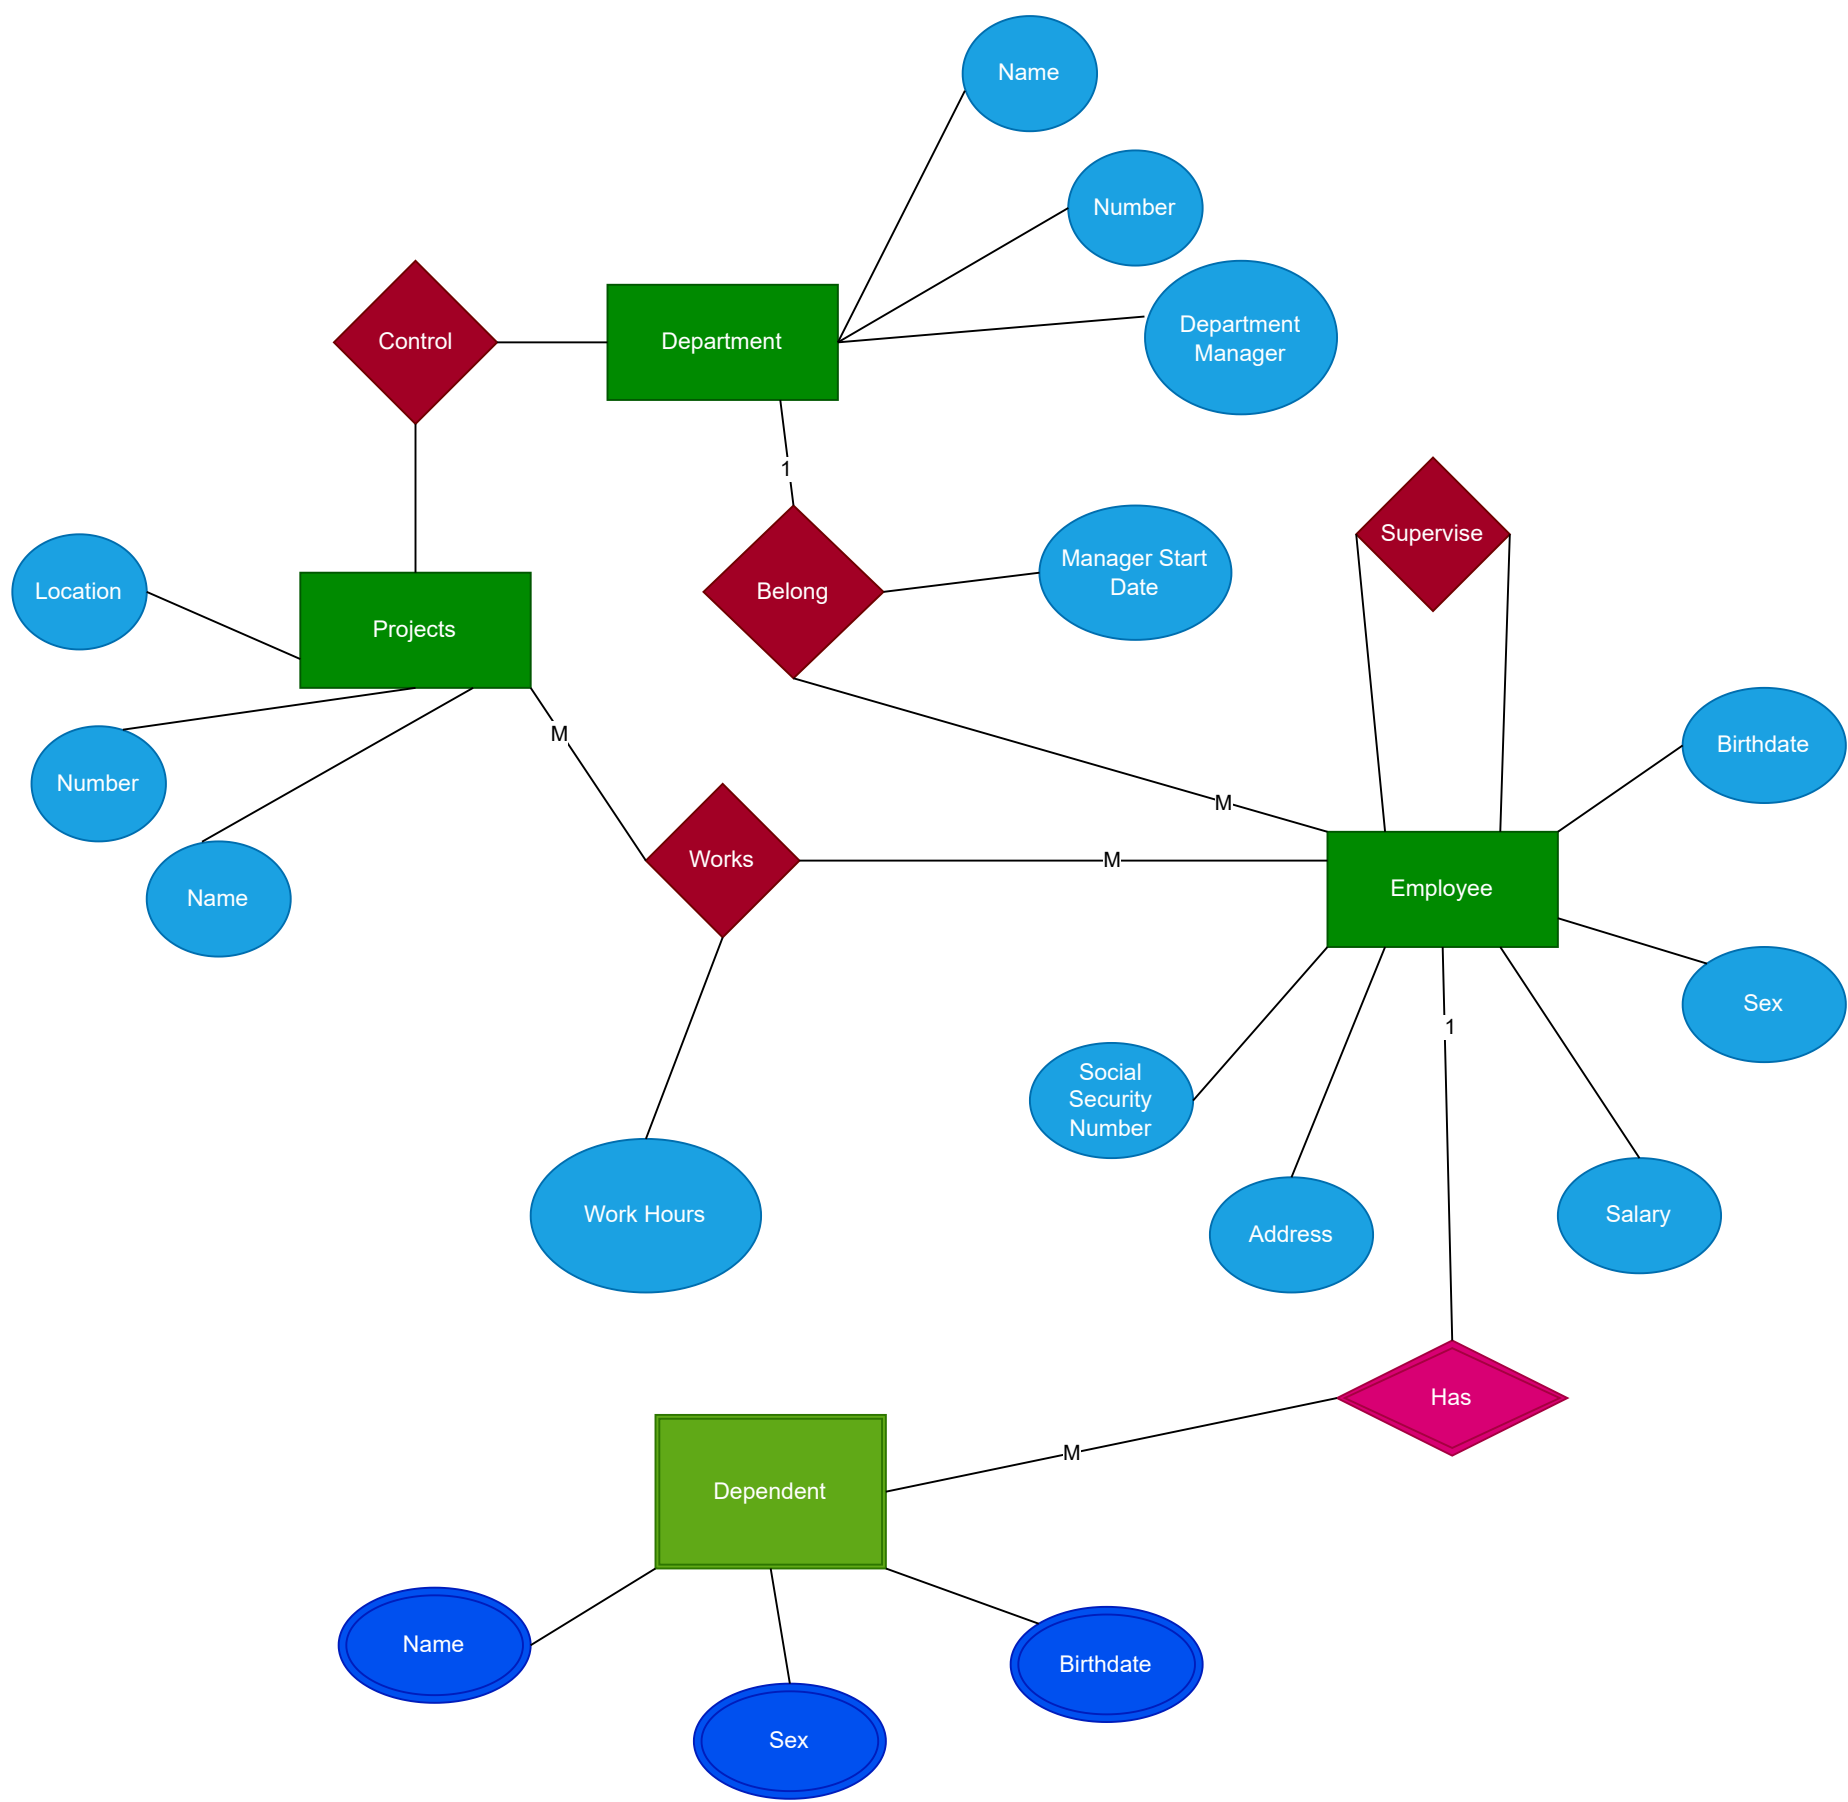 Name
Number
Department
Manager
Control
Department
1
Supervise
Manager Start
Date
Belong
Location
Projects
M
Birthdate
Number
M
Works
M
Employee
Name
Sex
1
Social
Security
Number
Work Hours
Address
Salary
Has
M
Dependent
Name
Birthdate
Sex